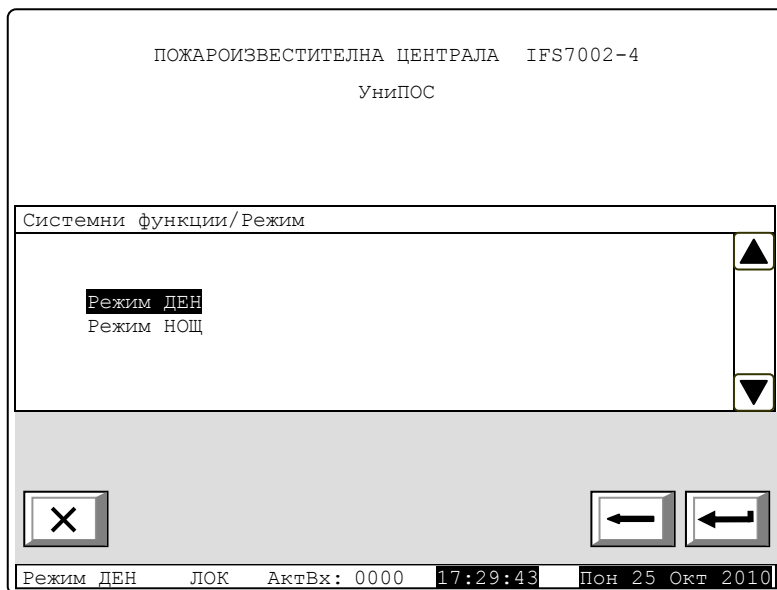 ПОЖАРОИЗВЕСТИТЕЛНА ЦЕНТРАЛА IFS7002-4
УниПОС
Системни функции/Режим
Режим ДЕН
Режим НОЩ
Режим ДЕН ЛОК АктВх: 0000 17:29:43 Пон 25 Окт 2010